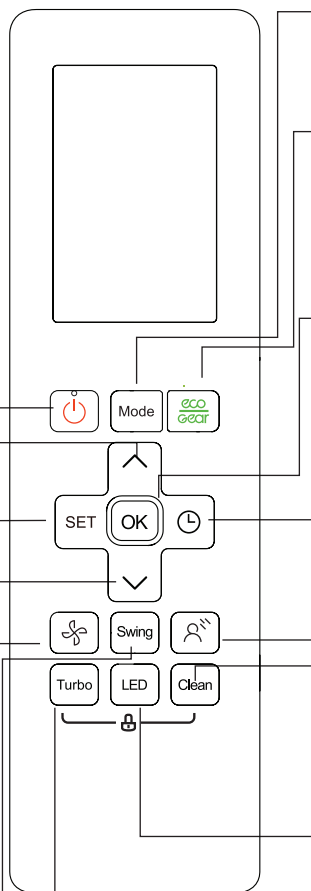 Mode
eco
Gear
SET
OK
Swing
Turbo
LED
Clean